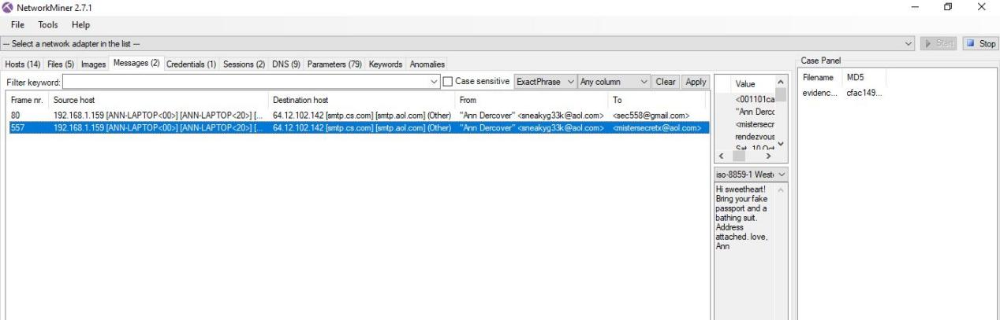 NetworkMiner 2.7.1
File Tools Help
--- Select a network adapter in the list ---
Start Stop
Hosts (14) Files (5) Images Messages (2) Credentials (1) Sessions (2) DNS (9) Parameters (79) Keywords Anomalies
Filter keyword: Case sensitive ExactPhrase Any column Clear Apply
Frame nr. Source host Destination host From To
80 192.168.1.159 [ANN-LAPTOP<00>] [ANN-LAPTOP<20>] [... 64.12.102.142 [smtp.cs.com] [smtp.aol.com] (Other) "Ann Dercover" <sneakyg33k@aol.com> <sec558@gmail.com>
557 192.168.1.159 [ANN-LAPTOP<00>] [ANN-LAPTOP<20>] [... 64.12.102.142 [smtp.cs.com] [smtp.aol.com] (Other) "Ann Dercover" <sneakyg33k@aol.com> <mistersecretx@aol.com>
Value
<001101ca
"Ann Derco
<mistersecr
rendezvous
Sat, 10 Oct
iso-8859-1 West
Hi sweetheart!
Bring your fake
passport and a
bathing suit.
Address
attached. love,
Ann
Case Panel
Filename MD5
evidenc... cfac149...